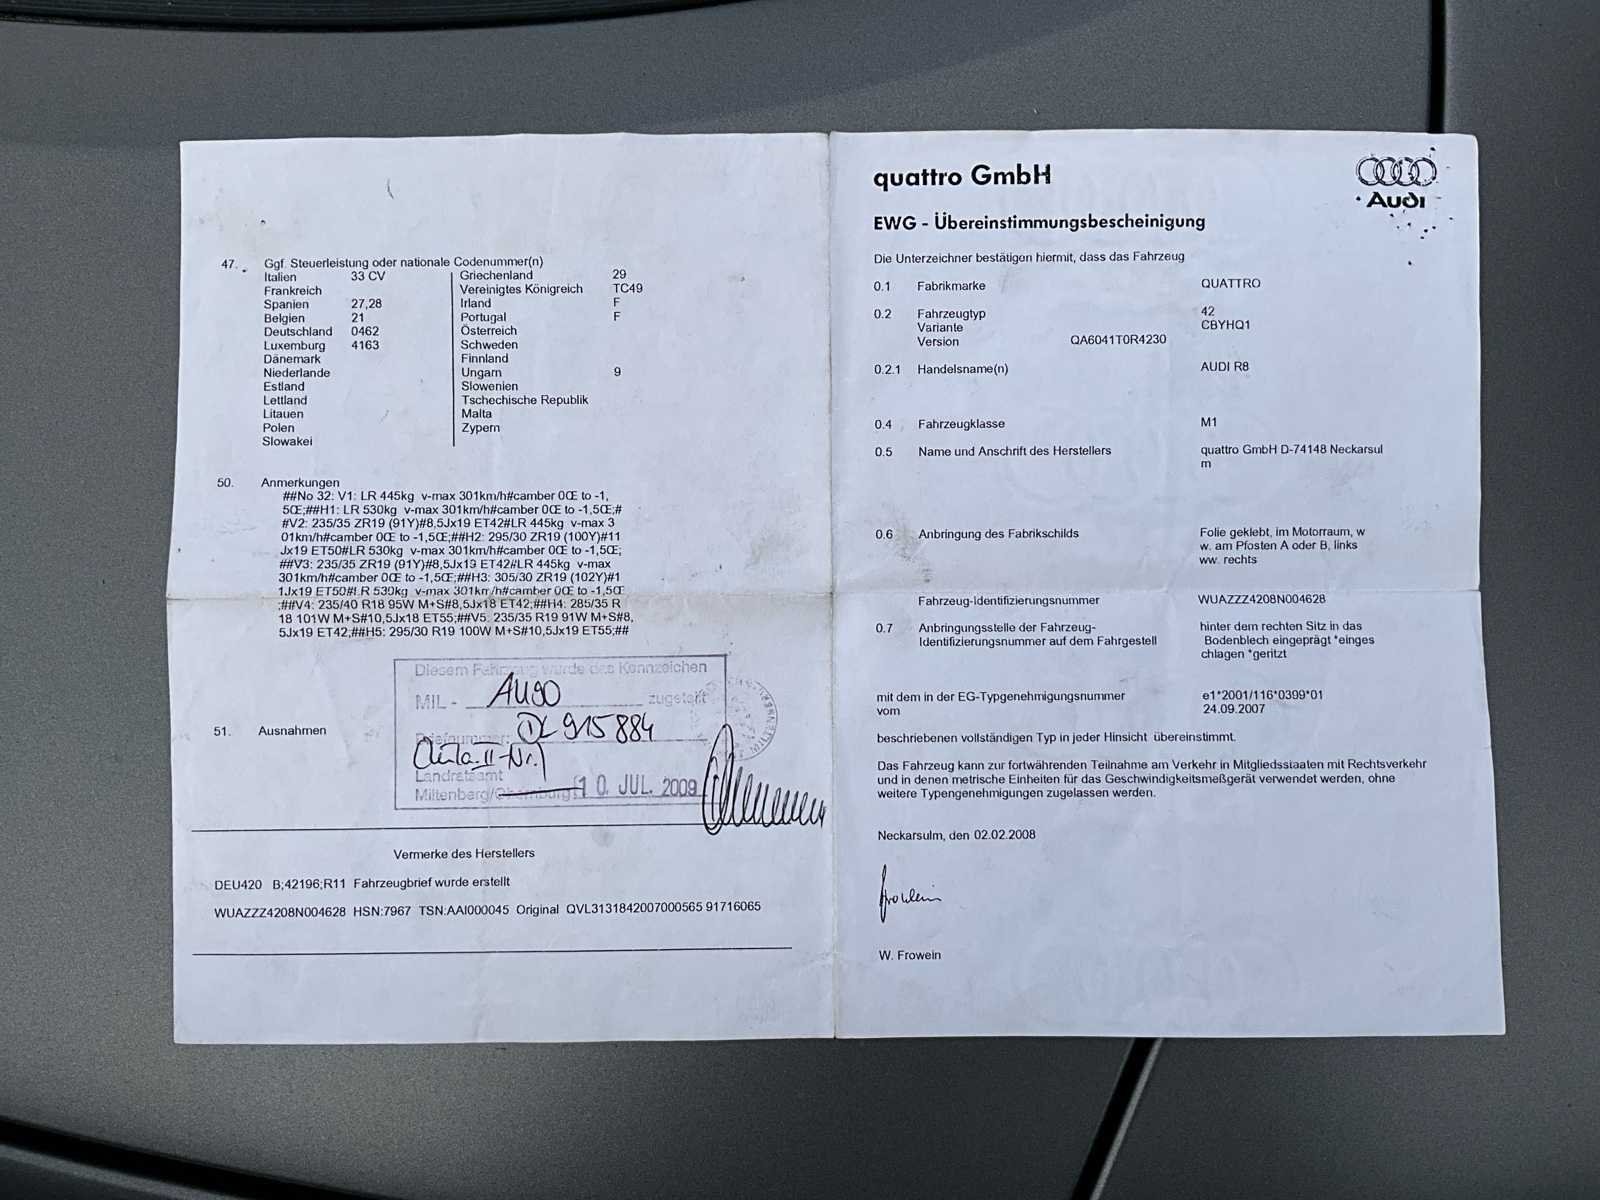 47. Ggf. Steuerleistung oder nationale Codenummer(n)
Italien 33 CV
Frankreich
Spanien 27,28
Belgien 21
Deutschland 0462
Luxemburg 4163
Dänemark
Niederlande
Estland
Lettland
Litauen
Polen
Slowakei
Griechenland 29
Vereinigtes Königreich TC49
Irland F
Portugal F
Österreich
Schweden
Finnland
Ungarn 9
Slowenien
Tschechische Republik
Malta
Zypern
50. Anmerkungen
##No 32: V1: LR 445kg v-max 301km/h#camber 0Œ to -1,
5Œ;##H1: LR 530kg v-max 301km/h#camber 0Œ to -1,5Œ;#
#V2: 235/35 ZR19 (91Y)#8,5Jx19 ET42#LR 445kg v-max 3
01km/h#camber 0Œ to -1,5Œ;##H2: 295/30 ZR19 (100Y)#11
Jx19 ET50#LR 530kg v-max 301km/h#camber 0Œ to -1,5Œ;
##V3: 235/35 ZR19 (91Y)#8,5Jx19 ET42#LR 445kg v-max
301km/h#camber 0Œ to -1,5Œ;##H3: 305/30 ZR19 (102Y)#1
1Jx19 ET50#LR 530kg v-max 301km/h#camber 0Œ to -1,5Œ
;##V4: 235/40 R18 95W M+S#8,5Jx18 ET42;##H4: 285/35 R
18 101W M+S#10,5Jx18 ET55;##V5: 235/35 R19 91W M+S#8,
5Jx19 ET42;##H5: 295/30 R19 100W M+S#10,5Jx19 ET55;##
Diesem Fahrzeug wurde das Kennzeichen
MIL - AU90 zugeteilt
Briefnummer: DL 915884
II-Nr.
Landratsamt
Miltenberg/Obernburg 10. JUL. 2009
51. Ausnahmen
Vermerke des Herstellers
DEU420 B;42196;R11 Fahrzeugbrief wurde erstellt
WUAZZZ4208N004628 HSN:7967 TSN:AAI000045 Original QVL3131842007000565 91716065
quattro GmbH
Audi
EWG - Übereinstimmungsbescheinigung
Die Unterzeichner bestätigen hiermit, dass das Fahrzeug
0.1 Fabrikmarke QUATTRO
0.2 Fahrzeugtyp 42
Variante CBYHQ1
Version QA6041T0R4230
0.2.1 Handelsname(n) AUDI R8
0.4 Fahrzeugklasse M1
0.5 Name und Anschrift des Herstellers quattro GmbH D-74148 Neckarsul
m
0.6 Anbringung des Fabrikschilds Folie geklebt, im Motorraum, w
w. am Pfosten A oder B, links
ww. rechts
Fahrzeug-Identifizierungsnummer WUAZZZ4208N004628
0.7 Anbringungsstelle der Fahrzeug- hinter dem rechten Sitz in das
Identifizierungsnummer auf dem Fahrgestell Bodenblech eingeprägt *einges
chlagen *geritzt
mit dem in der EG-Typgenehmigungsnummer e1*2001/116*0399*01
vom 24.09.2007
beschriebenen vollständigen Typ in jeder Hinsicht übereinstimmt.
Das Fahrzeug kann zur fortwährenden Teilnahme am Verkehr in Mitgliedsstaaten mit Rechtsverkehr
und in denen metrische Einheiten für das Geschwindigkeitsmeßgerät verwendet werden, ohne
weitere Typengenehmigungen zugelassen werden.
Neckarsulm, den 02.02.2008
Frowein
W. Frowein